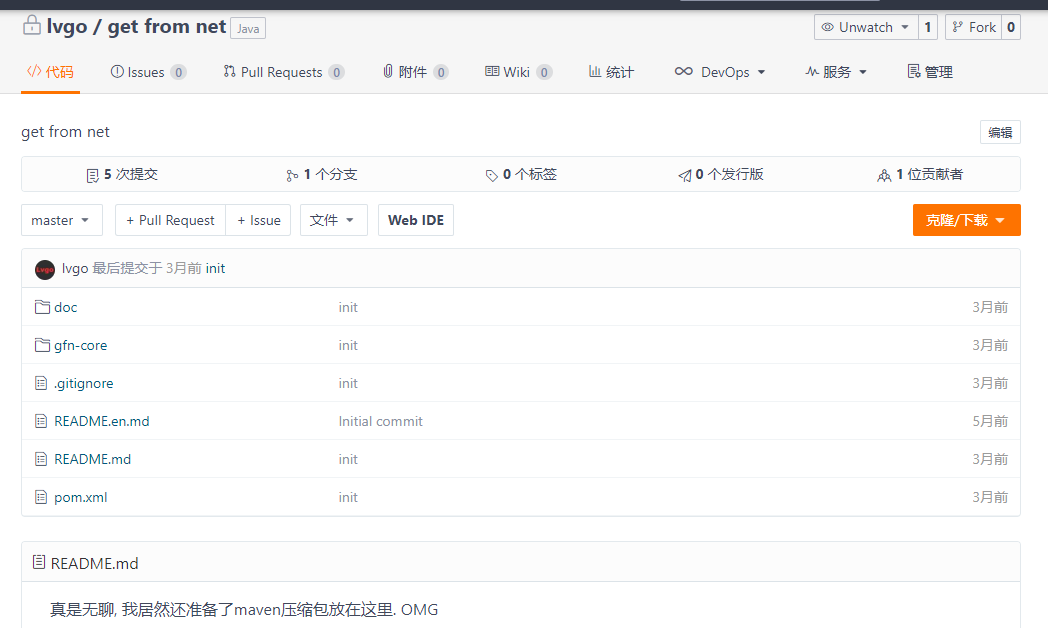 lvgo / get from net Java Unwatch 1 Fork 0
代码 Issues 0 Pull Requests 0 附件 0 Wiki 0 统计 DevOps 服务 管理
get from net 编辑
5 次提交 1 个分支 0 个标签 0 个发行版 1 位贡献者
master + Pull Request + Issue 文件 Web IDE 克隆/下载
Lvgo lvgo 最后提交于 3月前 init
doc init 3月前
gfn-core init 3月前
.gitignore init 3月前
README.en.md Initial commit 5月前
README.md init 3月前
pom.xml init 3月前
README.md
真是无聊, 我居然还准备了maven压缩包放在这里. OMG